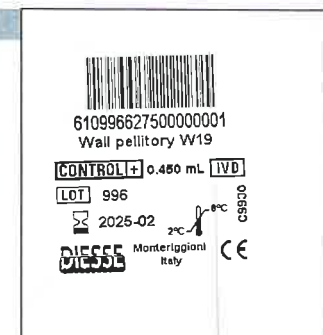 610996627500000001
Wall pellitory W19
CONTROL + 0.450 mL IVD
LOT 996
2025-02
2°C 8°C
C9930
DIESSE Monteriggioni
Italy CE